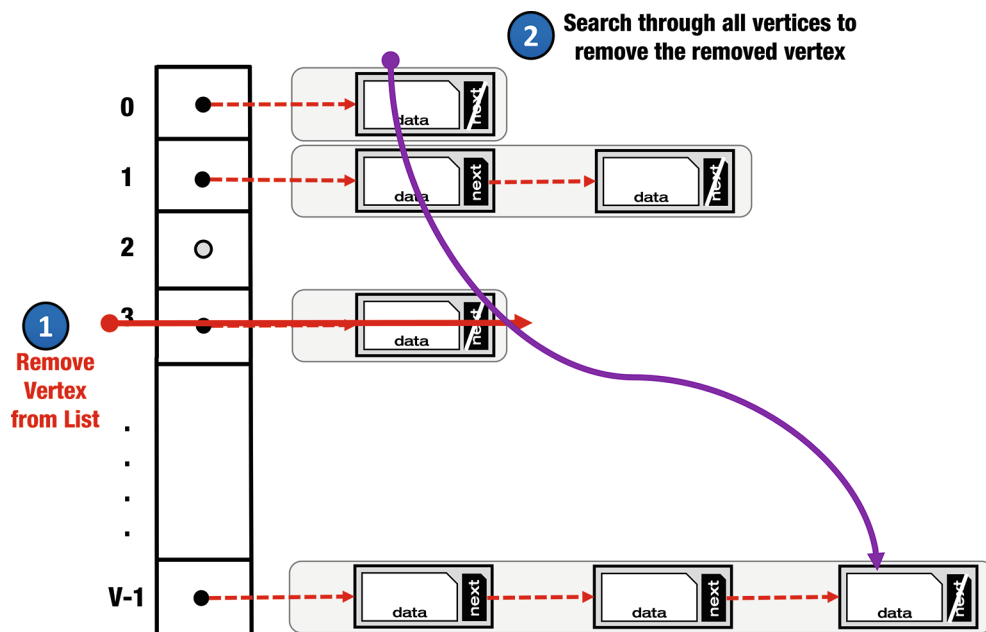 2
Search through all vertices to
remove the removed vertex
0
data
next
1
data
next
data
next
2
1
Remove
Vertex
from List
3
data
next
.
.
.
.
V-1
data
next
data
next
data
next